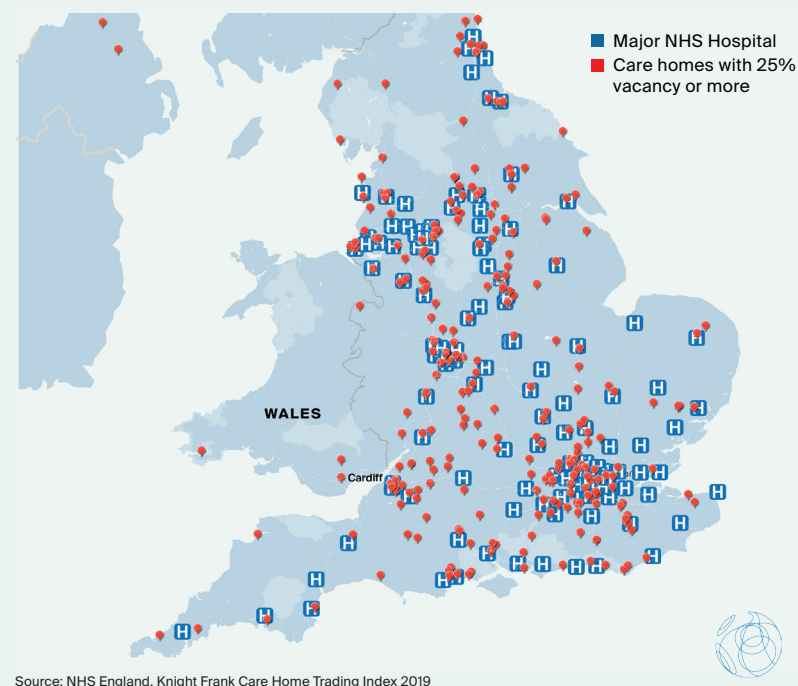 Major NHS Hospital
Care homes with 25%
vacancy or more
WALES
Cardiff
Source: NHS England, Knight Frank Care Home Trading Index 2019